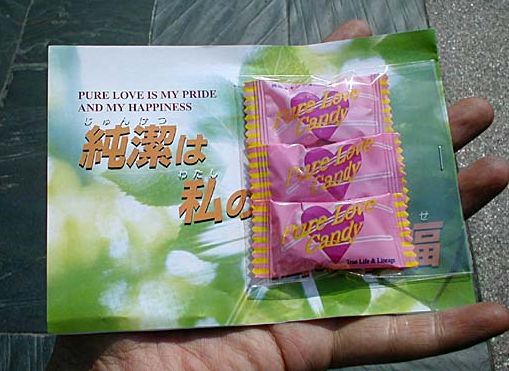 PURE LOVE IS MY PRIDE
AND MY HAPPINESS
じゅんけつ
純潔は
わたし
私の
せ
福
Pure Love
Candy
Pure Love
Candy
Pure Love
Candy
True Life & Lineage